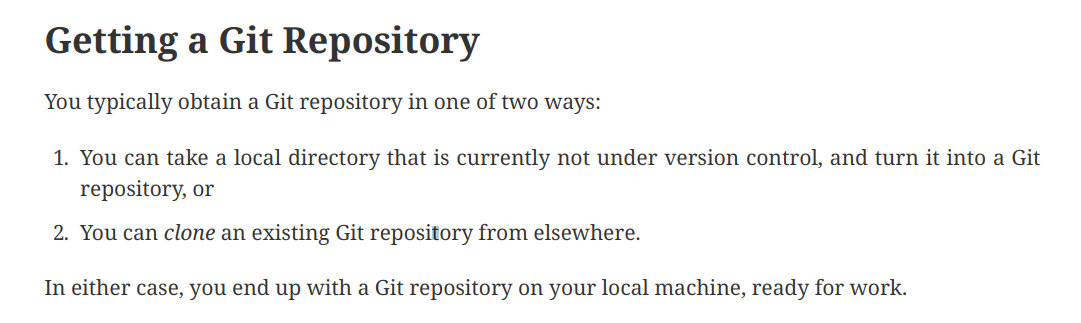 Getting a Git Repository
You typically obtain a Git repository in one of two ways:
1. You can take a local directory that is currently not under version control, and turn it into a Git
repository, or
2. You can clone an existing Git repository from elsewhere.
In either case, you end up with a Git repository on your local machine, ready for work.